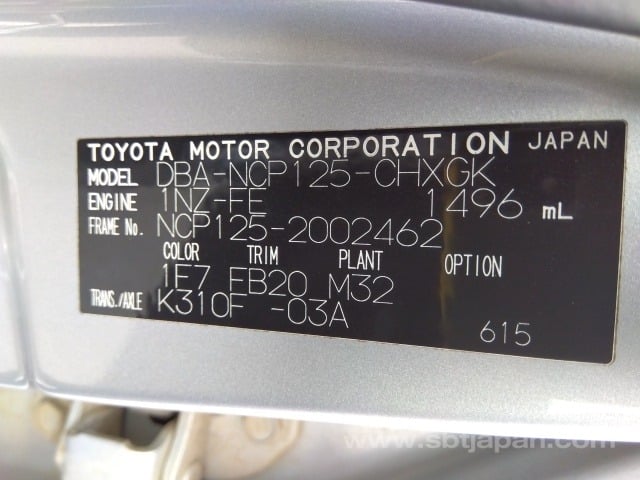 TOYOTA MOTOR CORPORATION JAPAN
MODEL DBA-NCP125-CHXGK
ENGINE 1NZ-FE 1496 mL
FRAME No. NCP125-2002462
COLOR TRIM PLANT OPTION
1F7 FB20 M32
TRANS./AXLE K310F -03A
615
www.sbtjapan.com